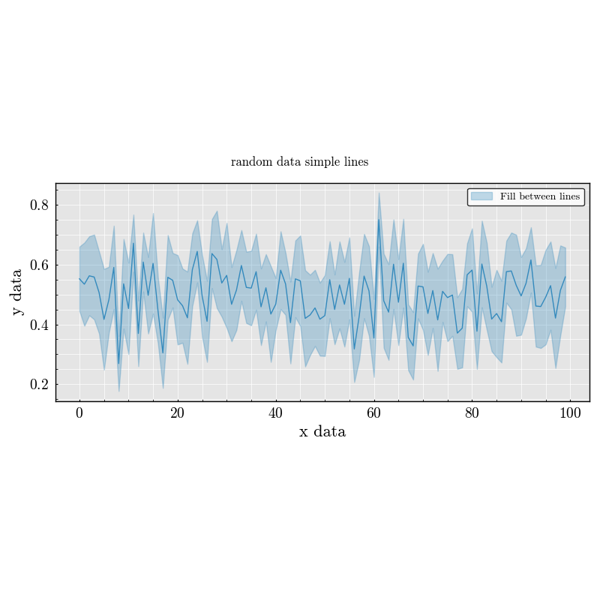 random data simple lines
Fill between lines
0.8
0.6
0.4
0.2
y data
0 20 40 60 80 100
x data